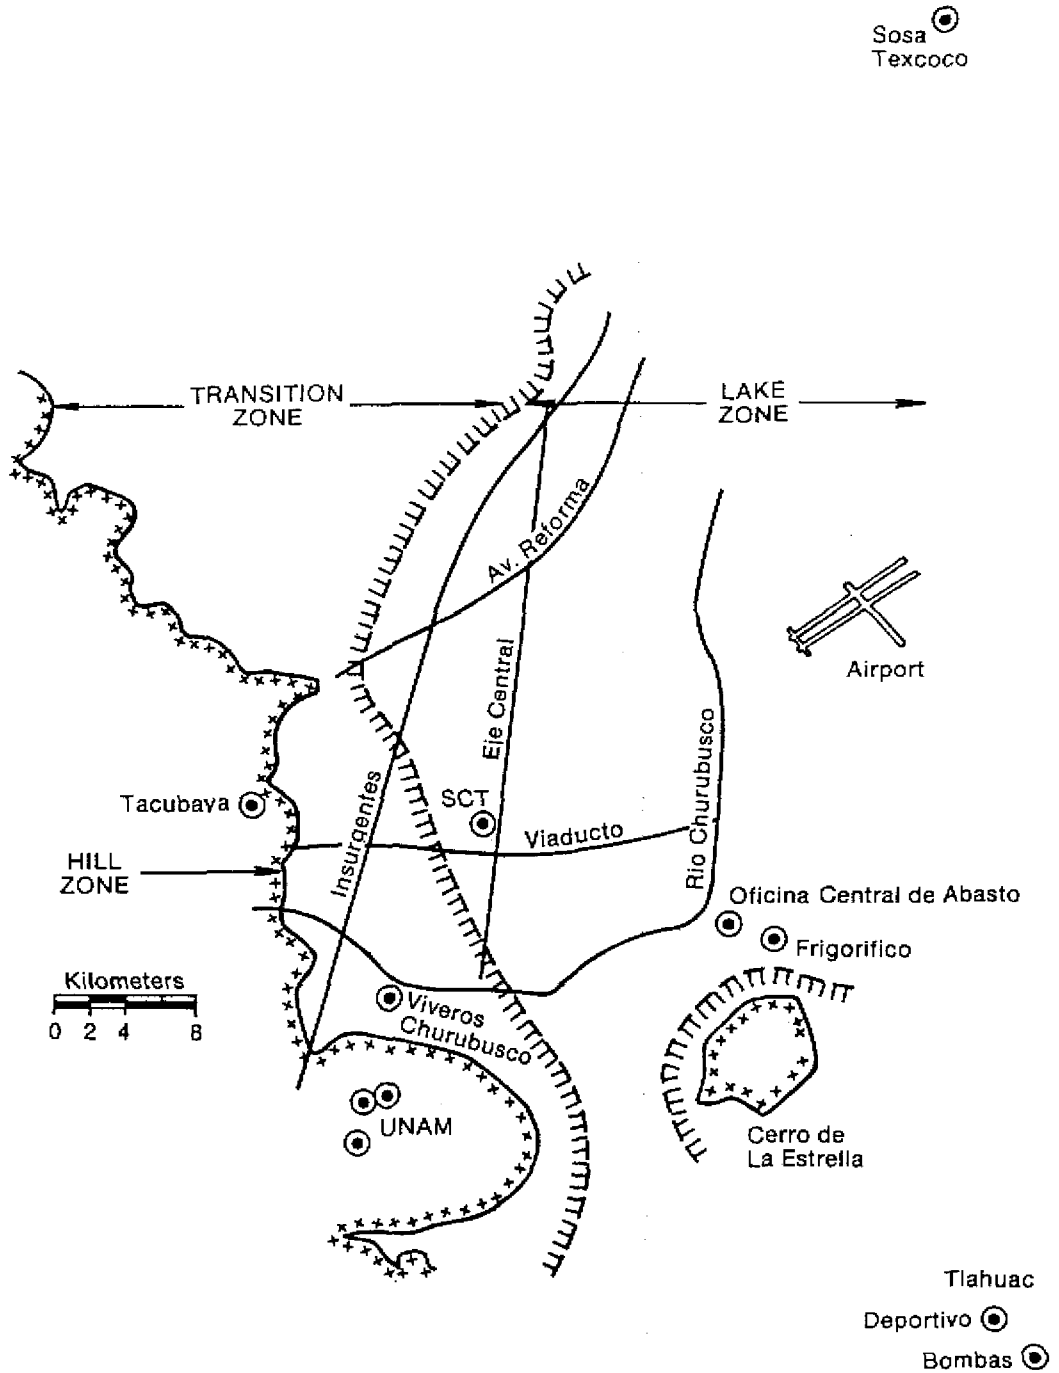 Sosa
Texcoco
TRANSITION
ZONE
LAKE
ZONE
Av. Reforma
Airport
Eje Central
Rio Churubusco
Insurgentes
Tacubaya
SCT
Viaducto
HILL
ZONE
Oficina Central de Abasto
Frigorifico
Kilometers
0 2 4 8
Viveros
Churubusco
UNAM
Cerro de
La Estrella
Tlahuac
Deportivo
Bombas